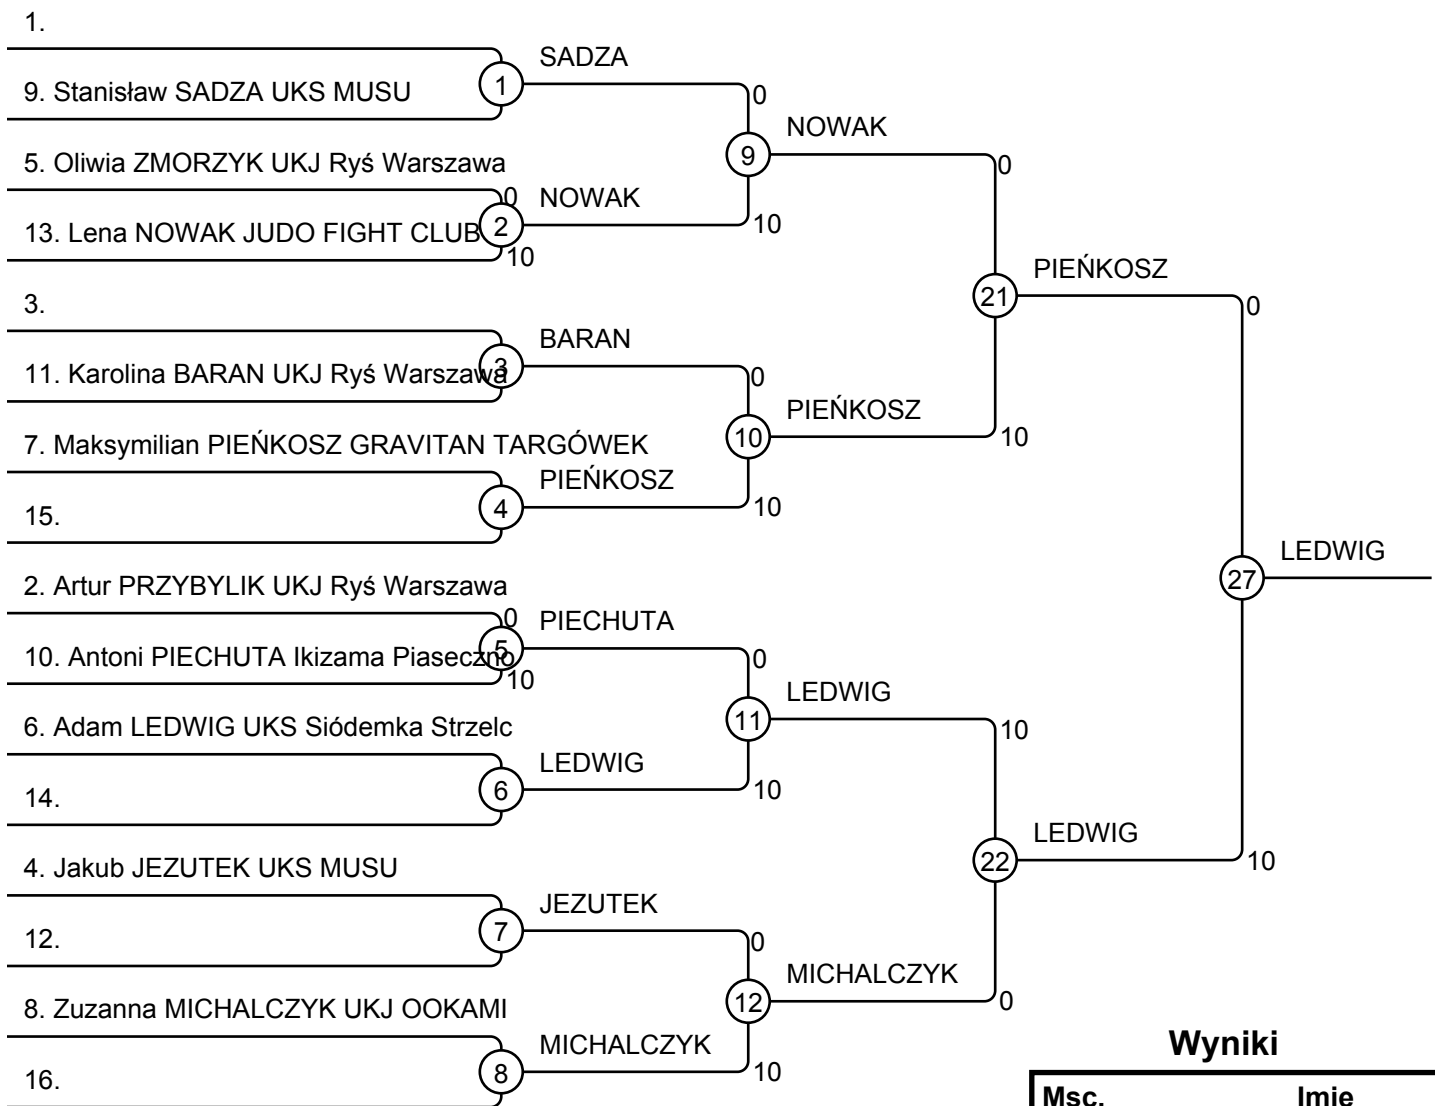 1.
9. Stanisław SADZA UKS MUSU
5. Oliwia ZMORZYK UKJ Ryś Warszawa
0
13. Lena NOWAK JUDO FIGHT CLUB
10
3.
11. Karolina BARAN UKJ Ryś Warszawa
7. Maksymilian PIEŃKOSZ GRAVITAN TARGÓWEK
15.
2. Artur PRZYBYLIK UKJ Ryś Warszawa
0
10. Antoni PIECHUTA Ikizama Piaseczno
10
6. Adam LEDWIG UKS Siódemka Strzelc
14.
4. Jakub JEZUTEK UKS MUSU
12.
8. Zuzanna MICHALCZYK UKJ OOKAMI
16.
1
2
3
4
5
6
7
8
SADZA
0
NOWAK
10
BARAN
0
PIEŃKOSZ
10
PIECHUTA
0
LEDWIG
10
JEZUTEK
0
MICHALCZYK
10
9
10
11
12
NOWAK
0
PIEŃKOSZ
10
LEDWIG
10
MICHALCZYK
0
21
22
PIEŃKOSZ
0
LEDWIG
10
27
LEDWIG
Wyniki
Msc. Imię